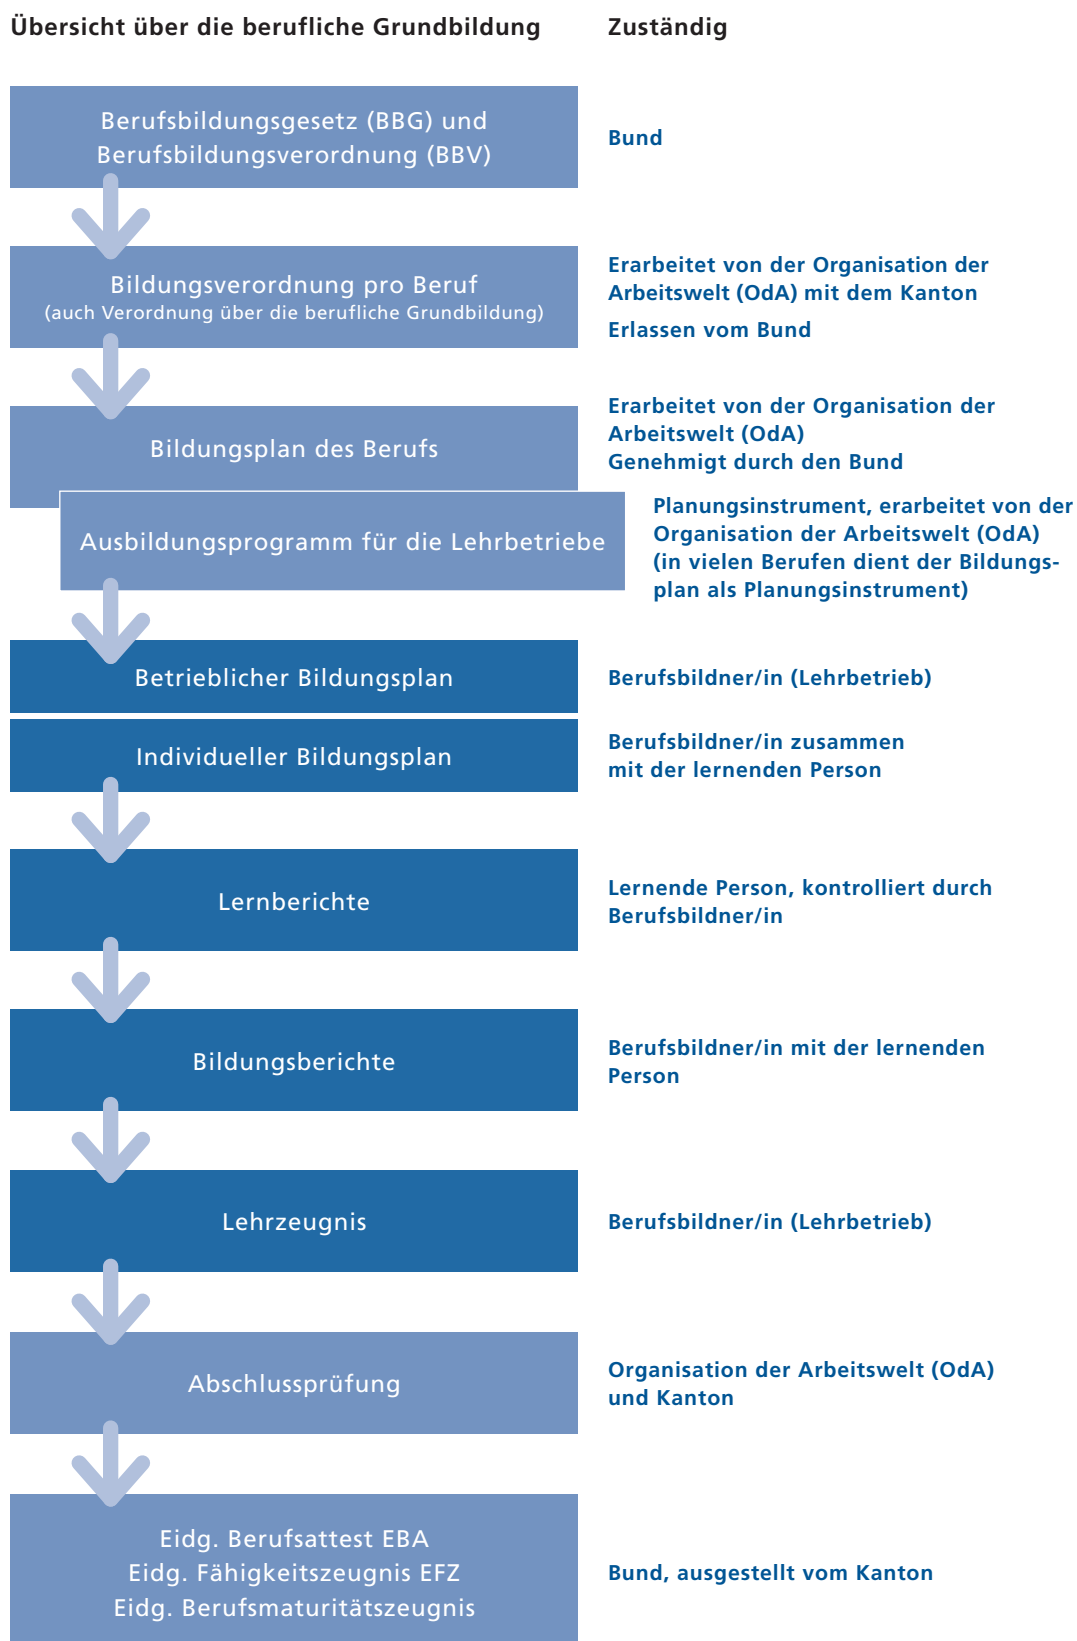 Übersicht über die berufliche Grundbildung
Zuständig
Berufsbildungsgesetz (BBG) und
Berufsbildungsverordnung (BBV)
Bund
Bildungsverordnung pro Beruf
(auch Verordnung über die berufliche Grundbildung)
Erarbeitet von der Organisation der
Arbeitswelt (OdA) mit dem Kanton
Erlassen vom Bund
Bildungsplan des Berufs
Erarbeitet von der Organisation der
Arbeitswelt (OdA)
Genehmigt durch den Bund
Ausbildungsprogramm für die Lehrbetriebe
Planungsinstrument, erarbeitet von der
Organisation der Arbeitswelt (OdA)
(in vielen Berufen dient der Bildungs-
plan als Planungsinstrument)
Betrieblicher Bildungsplan
Berufsbildner/in (Lehrbetrieb)
Individueller Bildungsplan
Berufsbildner/in zusammen
mit der lernenden Person
Lernberichte
Lernende Person, kontrolliert durch
Berufsbildner/in
Bildungsberichte
Berufsbildner/in mit der lernenden
Person
Lehrzeugnis
Berufsbildner/in (Lehrbetrieb)
Abschlussprüfung
Organisation der Arbeitswelt (OdA)
und Kanton
Eidg. Berufsattest EBA
Eidg. Fähigkeitszeugnis EFZ
Eidg. Berufsmaturitätszeugnis
Bund, ausgestellt vom Kanton